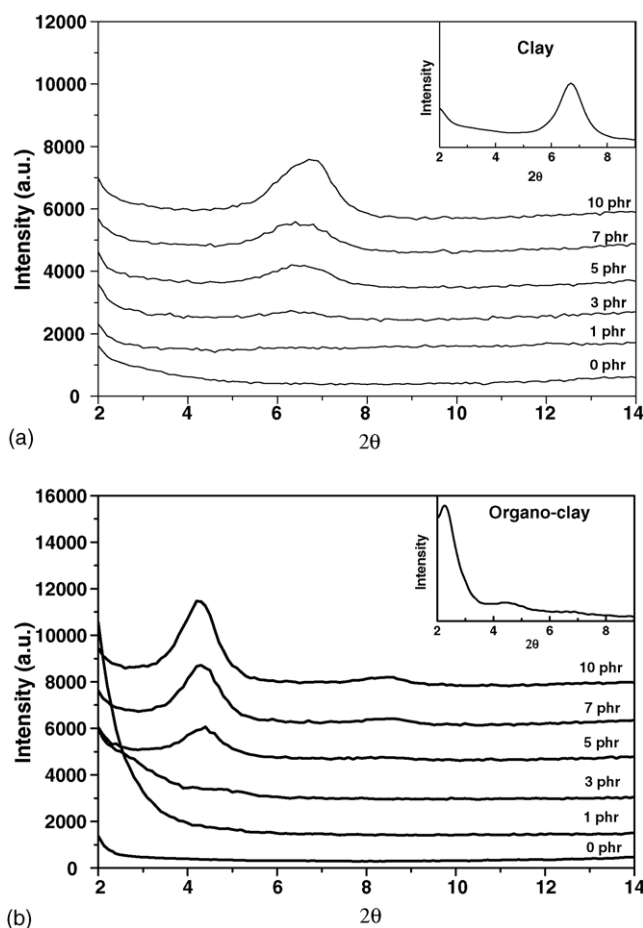 (a)
Intensity (a.u.)
12000
10000
8000
6000
4000
2000
0
2 4 6 8 10 12 14
2θ
10 phr
7 phr
5 phr
3 phr
1 phr
0 phr
Clay
Intensity
2 4 6 8
2θ
(b)
Intensity (a.u.)
16000
14000
12000
10000
8000
6000
4000
2000
0
2 4 6 8 10 12 14
2θ
10 phr
7 phr
5 phr
3 phr
1 phr
0 phr
Organo-clay
Intensity
2 4 6 8
2θ